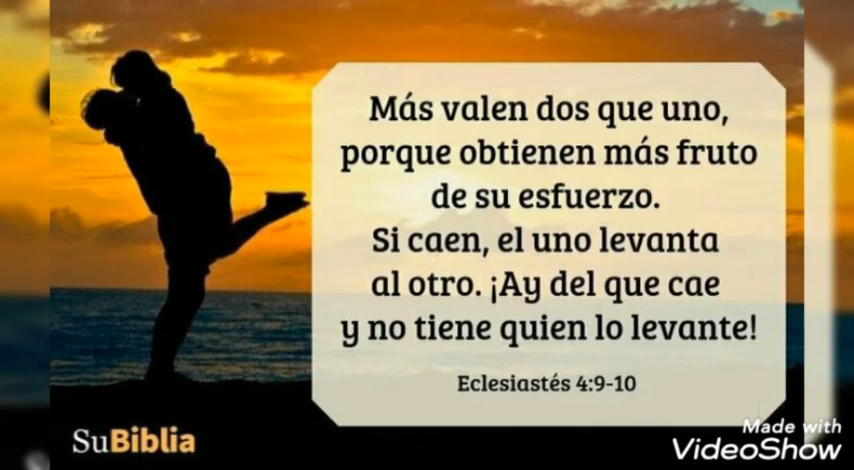 Más valen dos que uno,
porque obtienen más fruto
de su esfuerzo.
Si caen, el uno levanta
al otro. ¡Ay del que cae
y no tiene quien lo levante!
Eclesiastés 4:9-10
SuBiblia
Made with
VideoShow